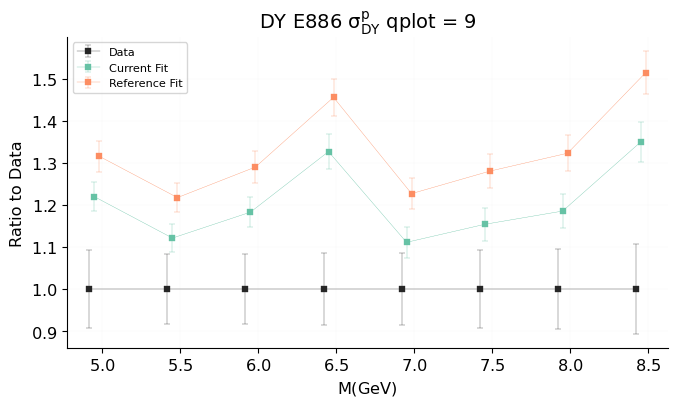 DY E886 σ^p_DY qplot = 9
Data
Current Fit
Reference Fit
Ratio to Data
1.5
1.4
1.3
1.2
1.1
1.0
0.9
5.0 5.5 6.0 6.5 7.0 7.5 8.0 8.5
M(GeV)